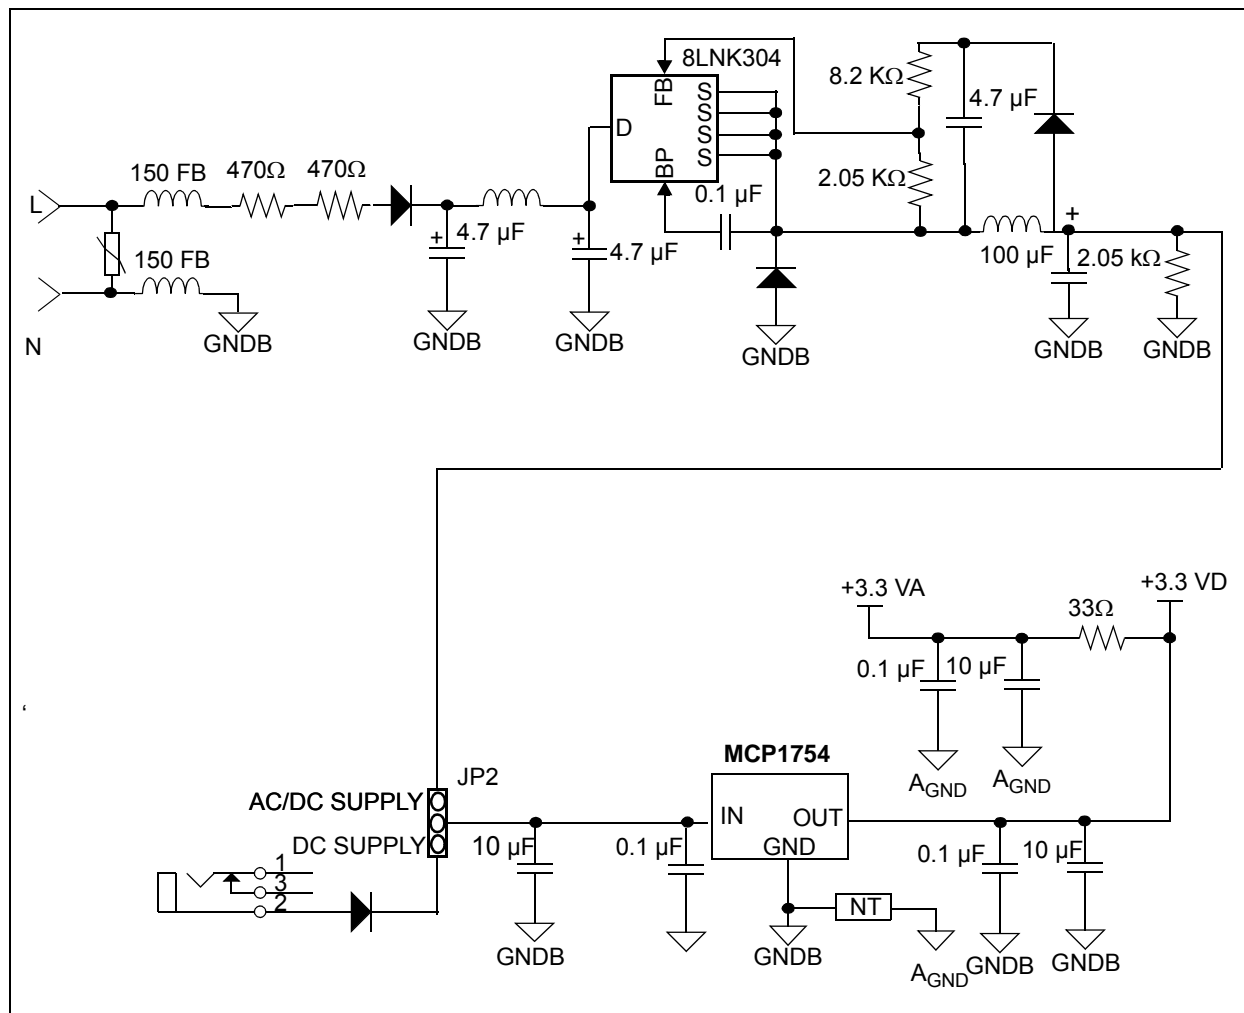 8LNK304
FB
D
S
S
S
S
BP
8.2 KΩ
4.7 µF
2.05 KΩ
0.1 µF
L
150 FB
470Ω
470Ω
+
4.7 µF
+
4.7 µF
150 FB
N
GNDB
GNDB
GNDB
GNDB
+
100 µF
2.05 kΩ
GNDB
GNDB
+3.3 VA
+3.3 VD
33Ω
0.1 µF
10 µF
AGND
AGND
‘
JP2
AC/DC SUPPLY
DC SUPPLY
MCP1754
IN
OUT
GND
10 µF
0.1 µF
0.1 µF
10 µF
1
3
2
NT
GNDB
GNDB
AGND
GNDB
GNDB